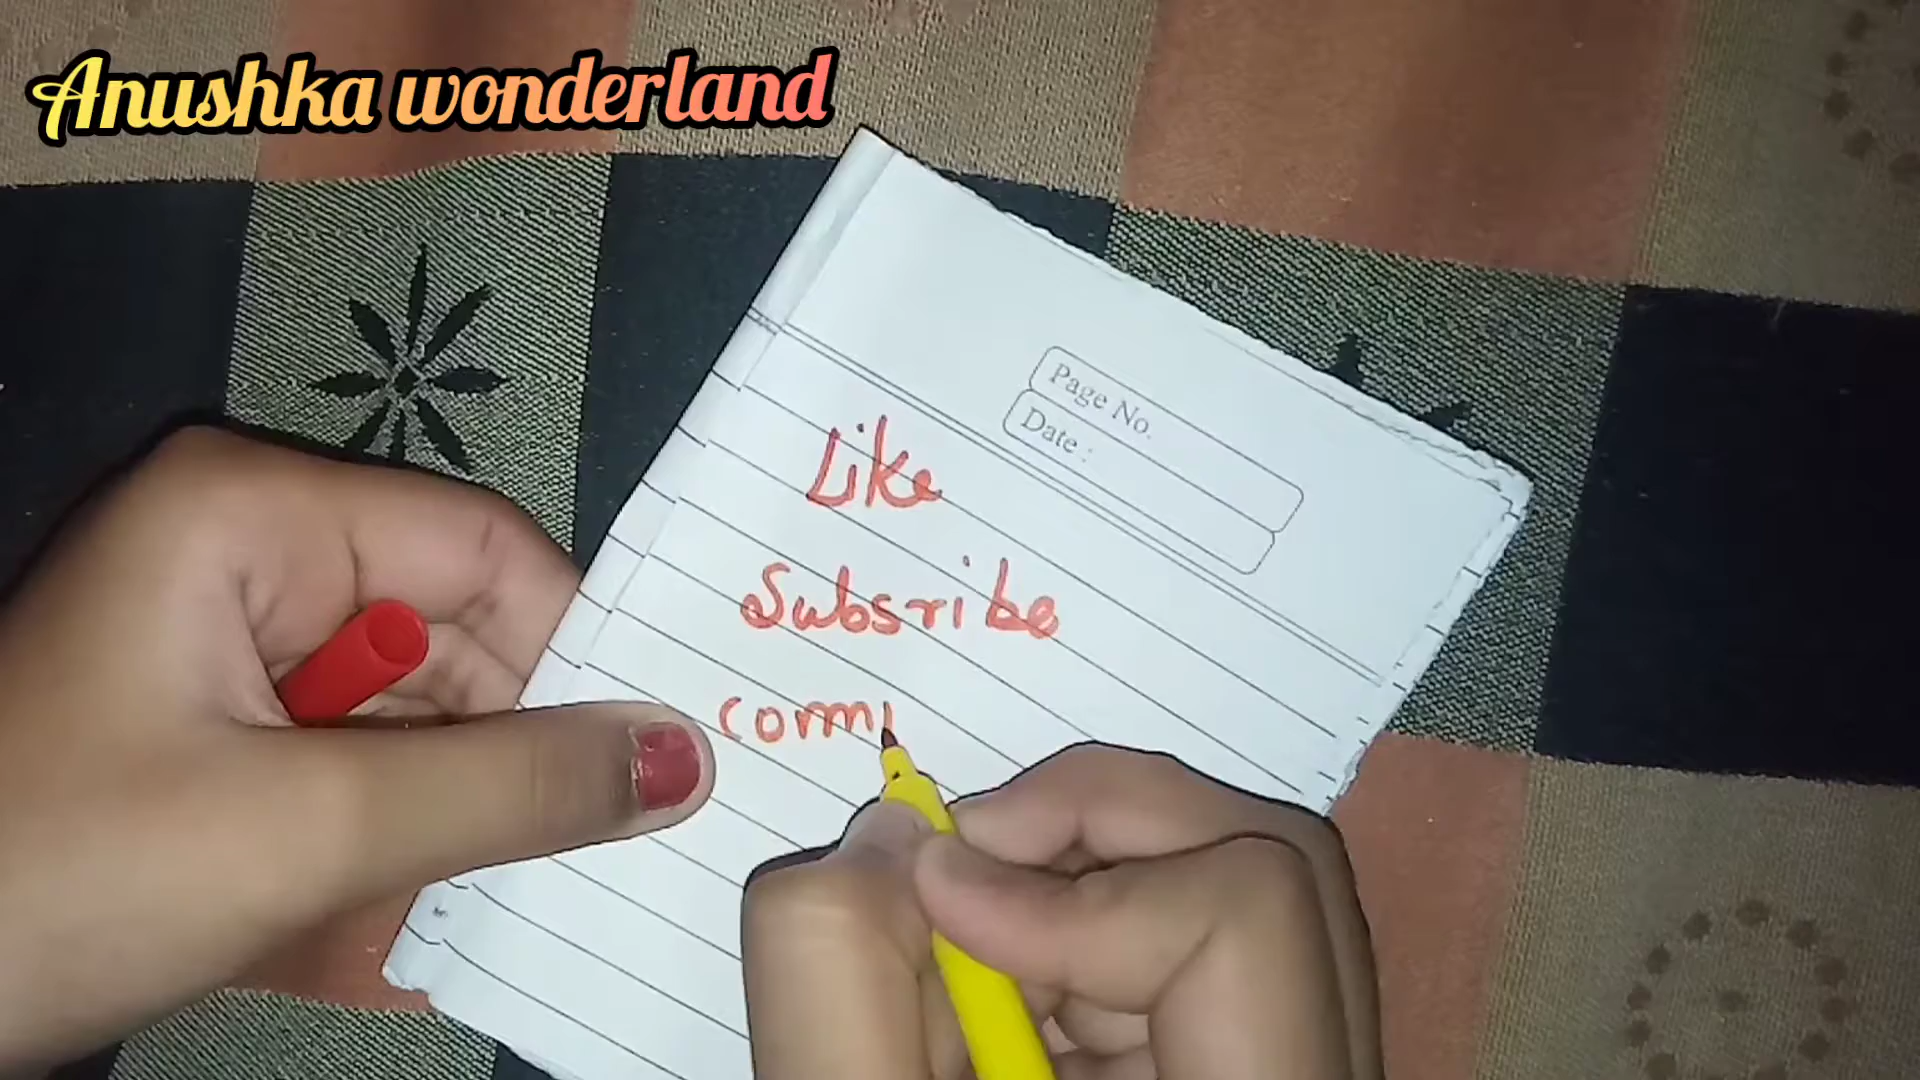 Anushka wonderland
Page No.
Date :
Like
Subsribe
comm